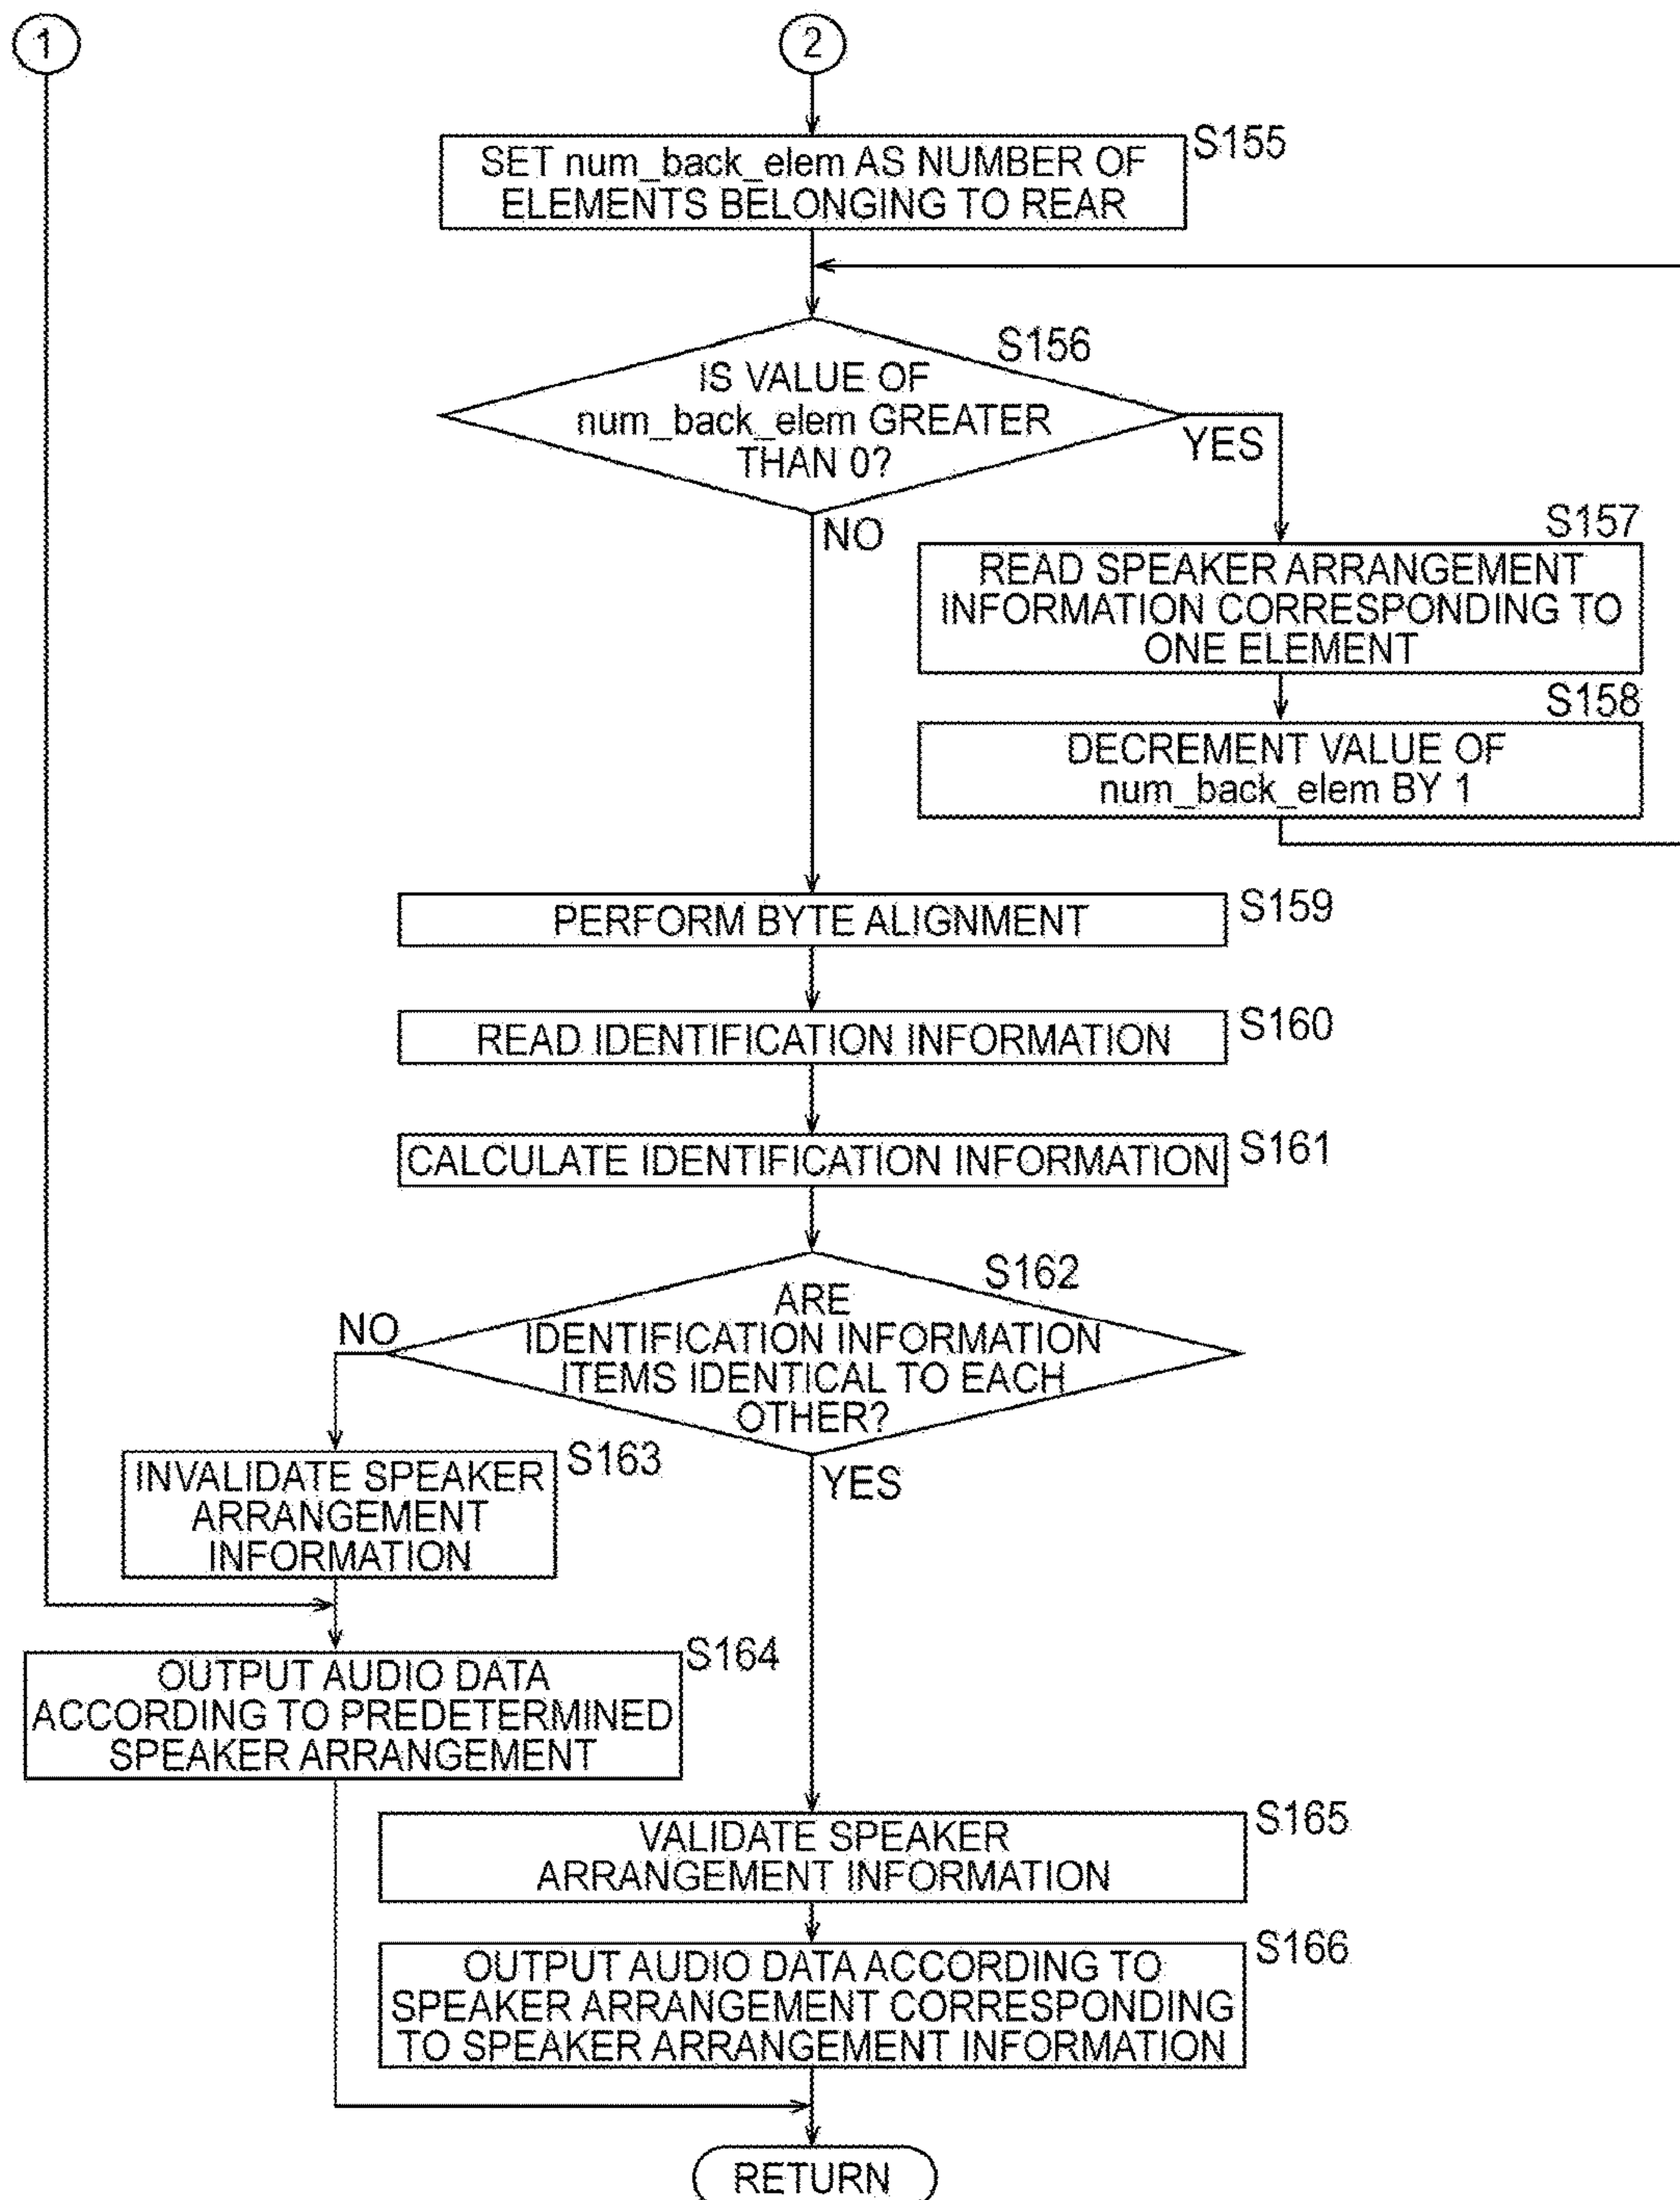 1
2
S155
SET num_back_elem AS NUMBER OF
ELEMENTS BELONGING TO REAR
S156
IS VALUE OF
num_back_elem GREATER
THAN 0?
YES
NO
S157
READ SPEAKER ARRANGEMENT
INFORMATION CORRESPONDING TO
ONE ELEMENT
S158
DECREMENT VALUE OF
num_back_elem BY 1
PERFORM BYTE ALIGNMENT
S159
READ IDENTIFICATION INFORMATION
S160
CALCULATE IDENTIFICATION INFORMATION
S161
S162
ARE
IDENTIFICATION INFORMATION
ITEMS IDENTICAL TO EACH
OTHER?
NO
YES
S163
INVALIDATE SPEAKER
ARRANGEMENT
INFORMATION
S164
OUTPUT AUDIO DATA
ACCORDING TO PREDETERMINED
SPEAKER ARRANGEMENT
S165
VALIDATE SPEAKER
ARRANGEMENT INFORMATION
S166
OUTPUT AUDIO DATA ACCORDING TO
SPEAKER ARRANGEMENT CORRESPONDING
TO SPEAKER ARRANGEMENT INFORMATION
RETURN